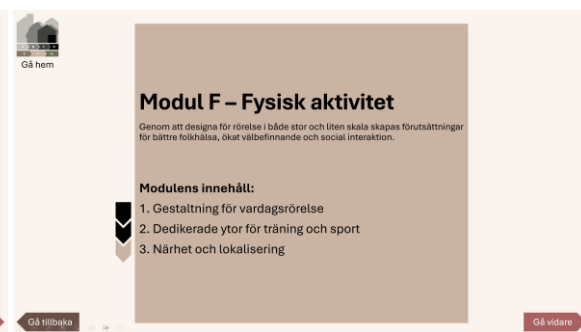 Gå hem
Modul F – Fysisk aktivitet
Genom att designa för rörelse i både stor och liten skala skapas förutsättningar
för bättre folkhälsa, ökat välbefinnande och social interaktion.
Modulens innehåll:
1. Gestaltning för vardagsrörelse
2. Dedikerade ytor för träning och sport
3. Närhet och lokalisering
Gå tillbaka
Gå vidare